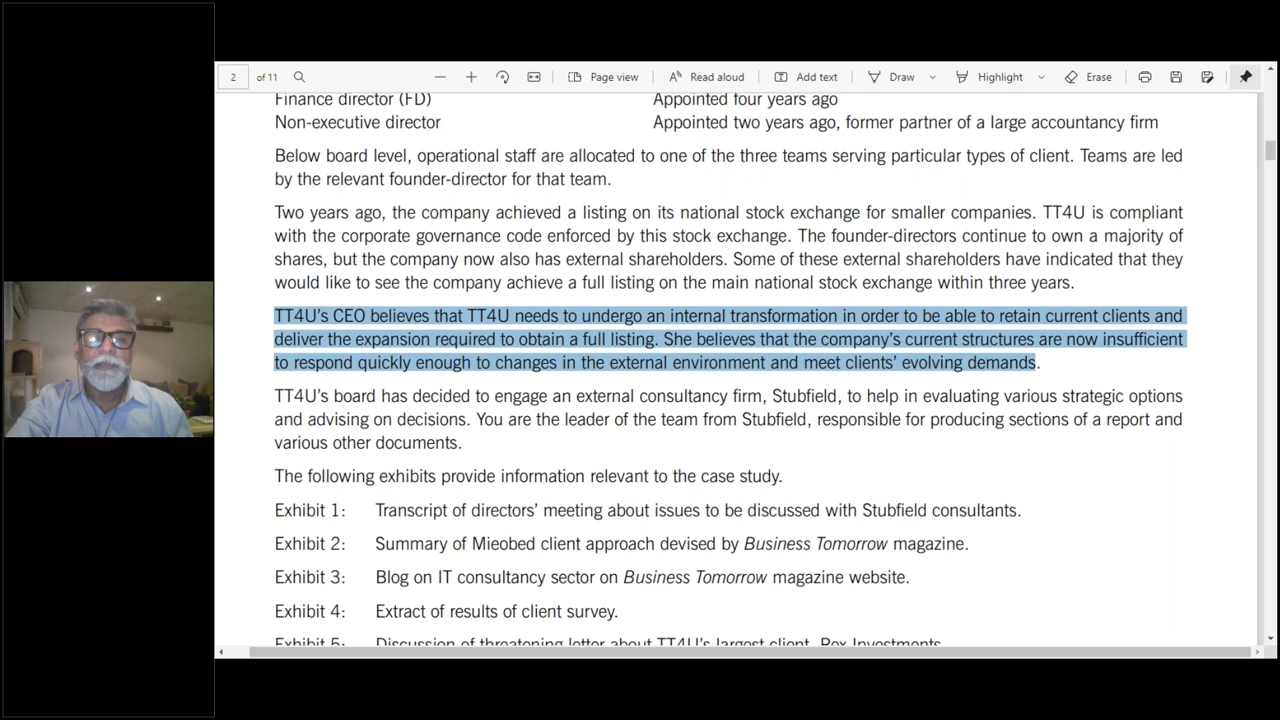 2 of 11 Page view Read aloud Add text Draw Highlight Erase
Finance director (FD) Appointed four years ago
Non-executive director Appointed two years ago, former partner of a large accountancy firm
Below board level, operational staff are allocated to one of the three teams serving particular types of client. Teams are led
by the relevant founder-director for that team.
Two years ago, the company achieved a listing on its national stock exchange for smaller companies. TT4U is compliant
with the corporate governance code enforced by this stock exchange. The founder-directors continue to own a majority of
shares, but the company now also has external shareholders. Some of these external shareholders have indicated that they
would like to see the company achieve a full listing on the main national stock exchange within three years.
TT4U's CEO believes that TT4U needs to undergo an internal transformation in order to be able to retain current clients and
deliver the expansion required to obtain a full listing. She believes that the company's current structures are now insufficient
to respond quickly enough to changes in the external environment and meet clients' evolving demands.
TT4U's board has decided to engage an external consultancy firm, Stubfield, to help in evaluating various strategic options
and advising on decisions. You are the leader of the team from Stubfield, responsible for producing sections of a report and
various other documents.
The following exhibits provide information relevant to the case study.
Exhibit 1: Transcript of directors' meeting about issues to be discussed with Stubfield consultants.
Exhibit 2: Summary of Mieobed client approach devised by Business Tomorrow magazine.
Exhibit 3: Blog on IT consultancy sector on Business Tomorrow magazine website.
Exhibit 4: Extract of results of client survey.
Exhibit 5: Discussion of threatening letter about TT4U's largest client, Rox Investments